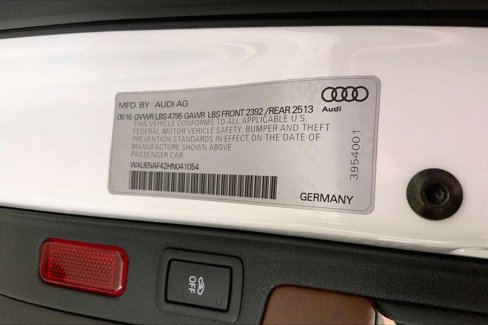 MFD. BY AUDI AG
09 16 GVWR LBS 4795 GAWR LBS FRONT 2392 / REAR 2513
THIS VEHICLE CONFORMS TO ALL APPLICABLE U.S.
FEDERAL MOTOR VEHICLE SAFETY, BUMPER AND THEFT
PREVENTION STANDARDS IN EFFECT ON THE DATE OF
MANUFACTURE SHOWN ABOVE
PASSENGER CAR
WAUENAF42HN041054
Audi
3954001
GERMANY
OFF